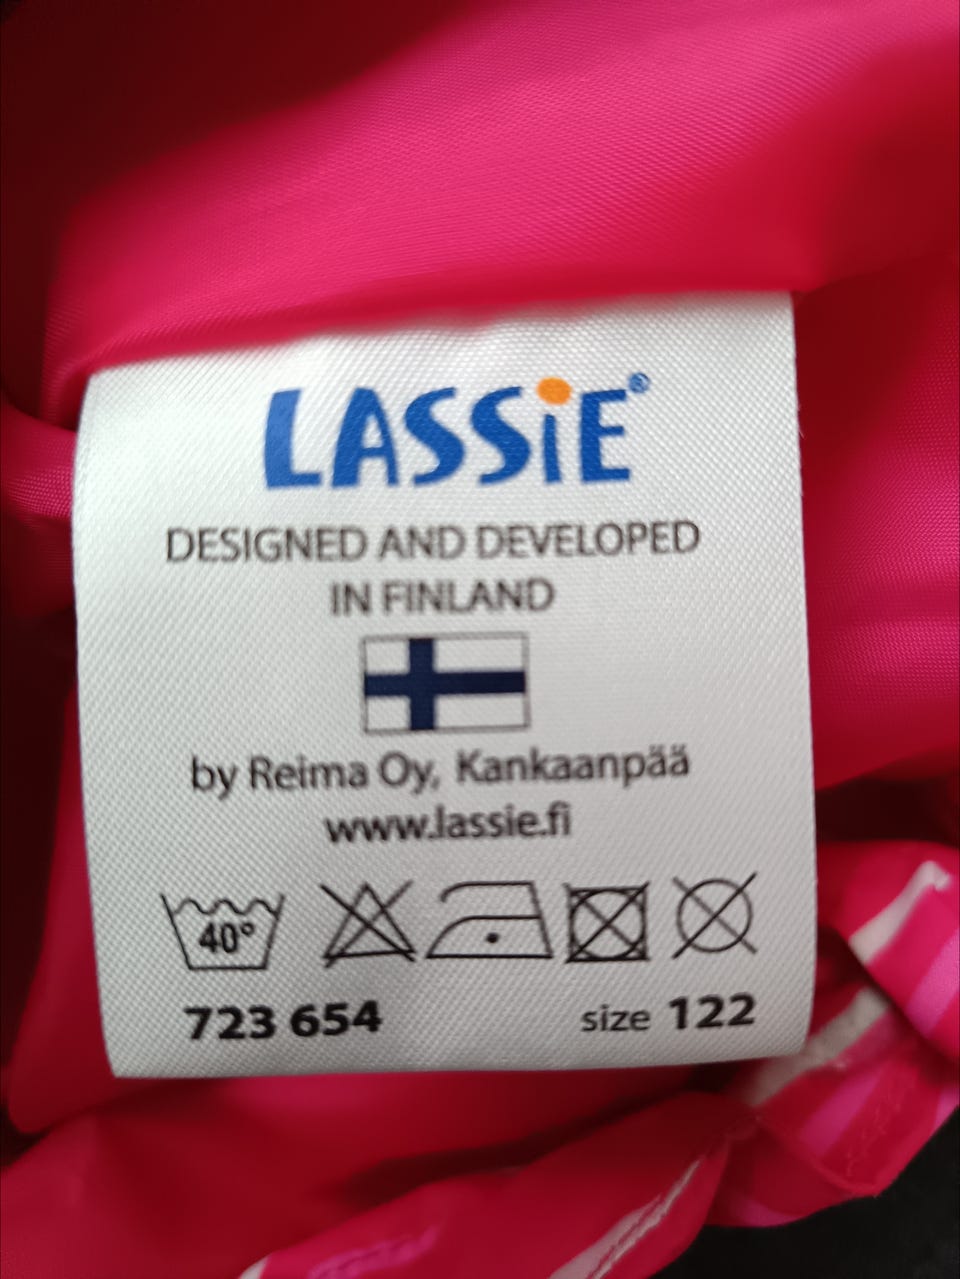 LASSiE®
DESIGNED AND DEVELOPED
IN FINLAND
by Reima Oy, Kankaanpää
www.lassie.fi
40°
723 654 size 122